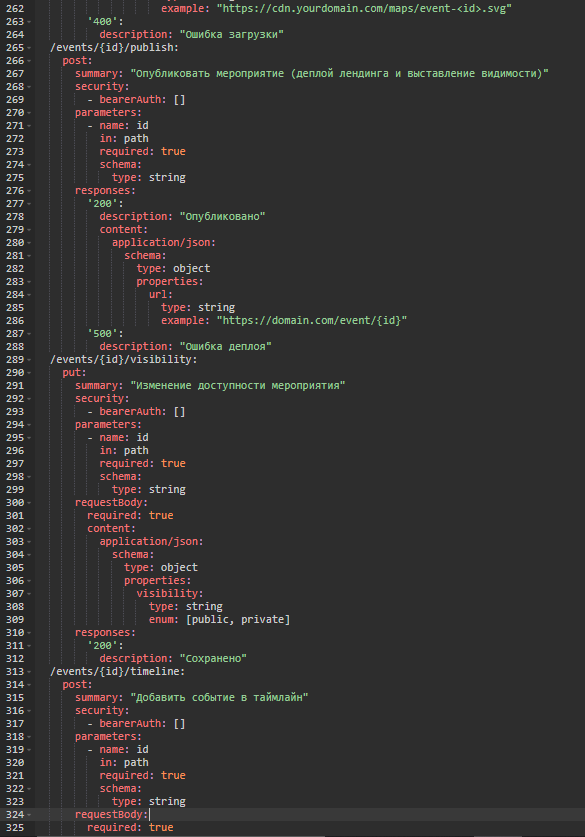 262 example: "https://cdn.yourdomain.com/maps/event-<id>.svg"
263 '400':
264 description: "Ошибка загрузки"
265 /events/{id}/publish:
266 post:
267 summary: "Опубликовать мероприятие (деплой лендинга и выставление видимости)"
268 security:
269 - bearerAuth: []
270 parameters:
271 - name: id
272 in: path
273 required: true
274 schema:
275 type: string
276 responses:
277 '200':
278 description: "Опубликовано"
279 content:
280 application/json:
281 schema:
282 type: object
283 properties:
284 url:
285 type: string
286 example: "https://domain.com/event/{id}"
287 '500':
288 description: "Ошибка деплоя"
289 /events/{id}/visibility:
290 put:
291 summary: "Изменение доступности мероприятия"
292 security:
293 - bearerAuth: []
294 parameters:
295 - name: id
296 in: path
297 required: true
298 schema:
299 type: string
300 requestBody:
301 required: true
302 content:
303 application/json:
304 schema:
305 type: object
306 properties:
307 visibility:
308 type: string
309 enum: [public, private]
310 responses:
311 '200':
312 description: "Сохранено"
313 /events/{id}/timeline:
314 post:
315 summary: "Добавить событие в таймлайн"
316 security:
317 - bearerAuth: []
318 parameters:
319 - name: id
320 in: path
321 required: true
322 schema:
323 type: string
324 requestBody:
325 required: true